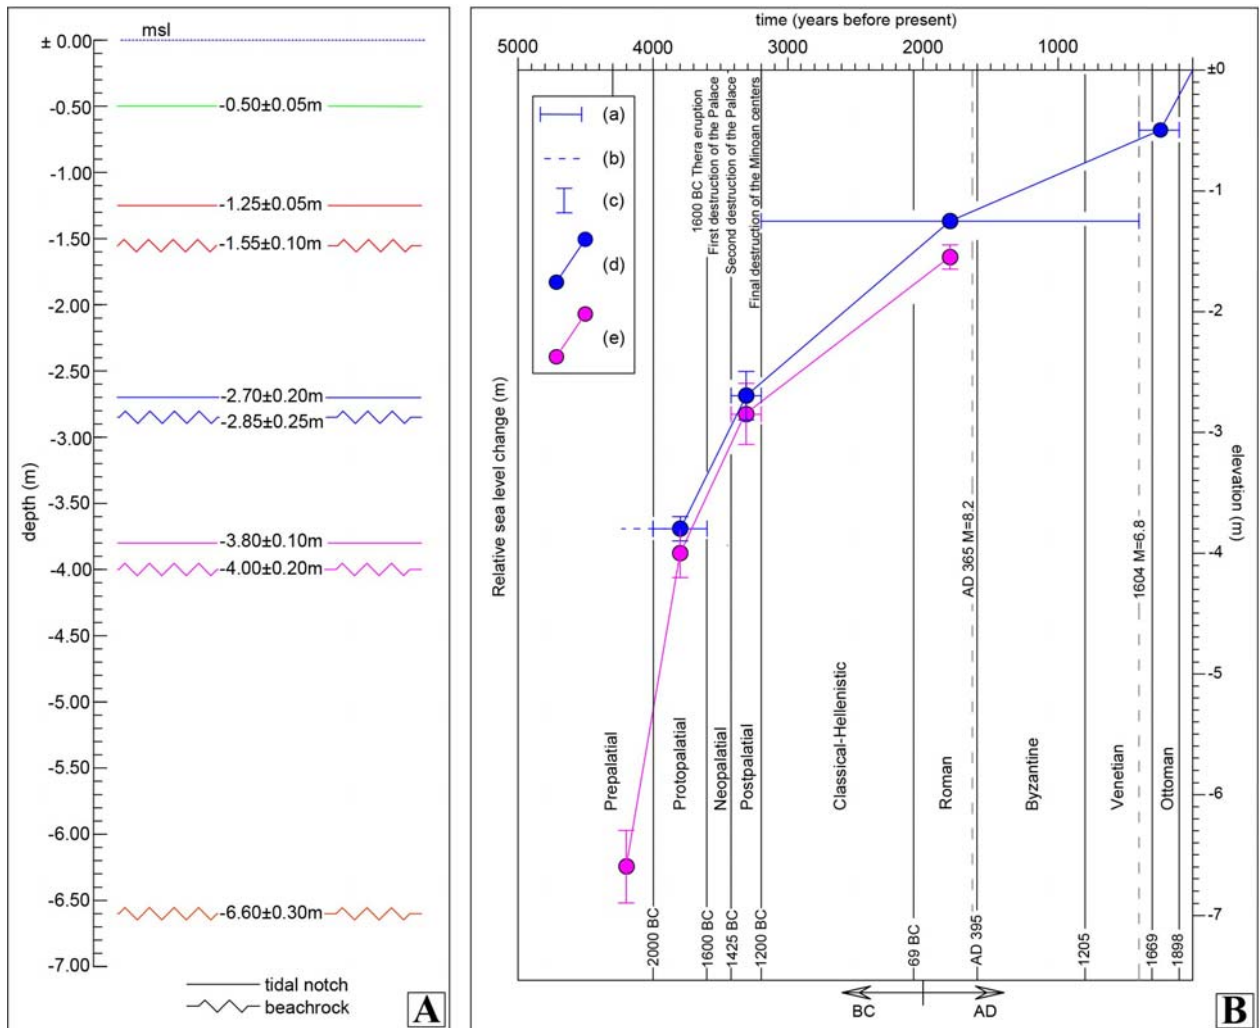 msl
± 0.00
-0.50
-1.00
-1.50
-2.00
-2.50
-3.00
-3.50
-4.00
-4.50
-5.00
-5.50
-6.00
-6.50
-7.00
depth (m)
-0.50±0.05m
-1.25±0.05m
-1.55±0.10m
-2.70±0.20m
-2.85±0.25m
-3.80±0.10m
-4.00±0.20m
-6.60±0.30m
tidal notch
beachrock
A
time (years before present)
5000 4000 3000 2000 1000
(a)
(b)
(c)
(d)
(e)
1600 BC Thera eruption
First destruction of the Palace
Second destruction of the Palace
Final destruction of the Minoan centers
Relative sea level change (m)
±0
-1
-2
-3
-4
-5
-6
-7
elevation (m)
AD 365 M=8.2
1604 M=6.8
Prepalatial
Protopalatial
Neopalatial
Postpalatial
Classical-Hellenistic
Roman
Byzantine
Venetian
Ottoman
2000 BC
1600 BC
1425 BC
1200 BC
69 BC
AD 395
1205
1669
1898
BC AD
B